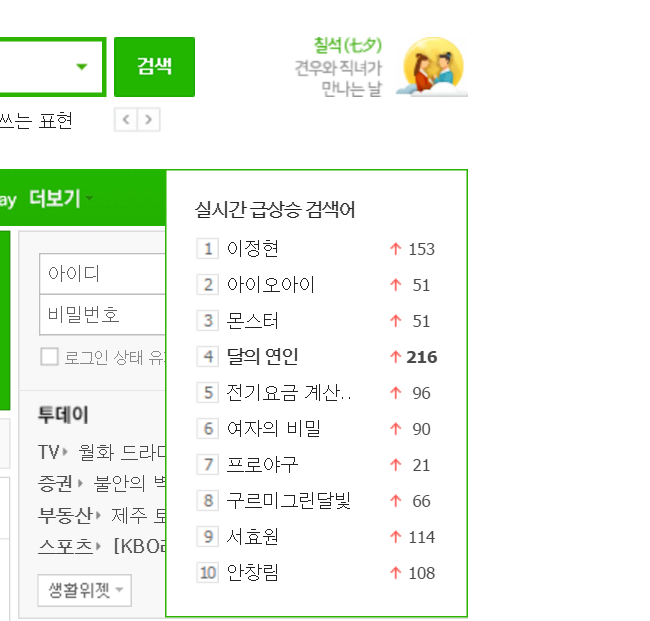 검색
칠석(七夕)
견우와 직녀가
만나는 날
쓰는 표현
ay 더보기
실시간 급상승 검색어
1 이정현 ↑ 153
2 아이오아이 ↑ 51
3 몬스터 ↑ 51
4 달의 연인 ↑ 216
5 전기요금 계산.. ↑ 96
6 여자의 비밀 ↑ 90
7 프로야구 ↑ 21
8 구르미그린달빛 ↑ 66
9 서효원 ↑ 114
10 안창림 ↑ 108
아이디
비밀번호
로그인 상태 유
투데이
TV 월화 드라
증권 불안의
부동산 제주
스포츠 [KBO
생활위젯